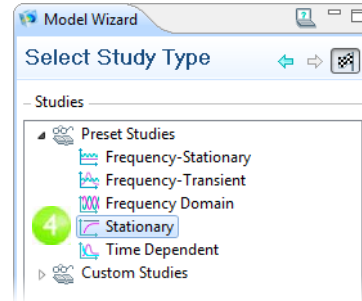 Model Wizard
Select Study Type
Studies
Preset Studies
Frequency-Stationary
Frequency-Transient
Frequency Domain
4 Stationary
Time Dependent
Custom Studies